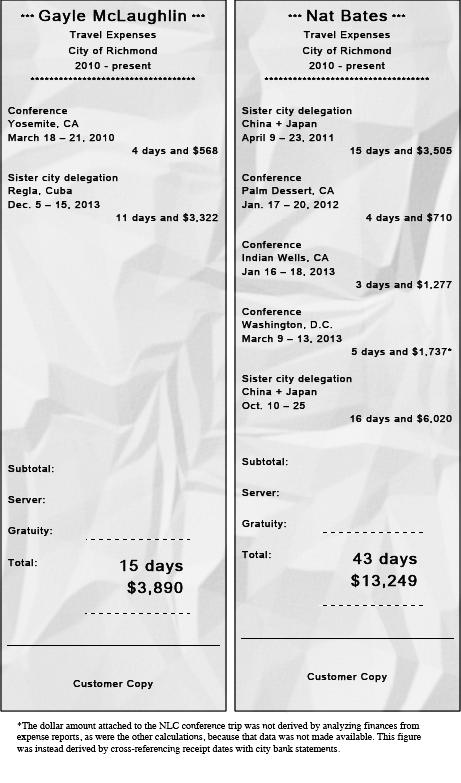 *** Gayle McLaughlin ***
Travel Expenses
City of Richmond
2010 - present
***********************************
Conference
Yosemite, CA
March 18 – 21, 2010
4 days and $568
Sister city delegation
Regla, Cuba
Dec. 5 – 15, 2013
11 days and $3,322
Subtotal:
Server:
Gratuity:
Total:
15 days
$3,890
Customer Copy
*** Nat Bates ***
Travel Expenses
City of Richmond
2010 - present
***********************************
Sister city delegation
China + Japan
April 9 – 23, 2011
15 days and $3,505
Conference
Palm Dessert, CA
Jan. 17 – 20, 2012
4 days and $710
Conference
Indian Wells, CA
Jan 16 – 18, 2013
3 days and $1,277
Conference
Washington, D.C.
March 9 – 13, 2013
5 days and $1,737*
Sister city delegation
China + Japan
Oct. 10 – 25
16 days and $6,020
Subtotal:
Server:
Gratuity:
Total:
43 days
$13,249
Customer Copy
*The dollar amount attached to the NLC conference trip was not derived by analyzing finances from
expense reports, as were the other calculations, because that data was not made available. This figure
was instead derived by cross-referencing receipt dates with city bank statements.